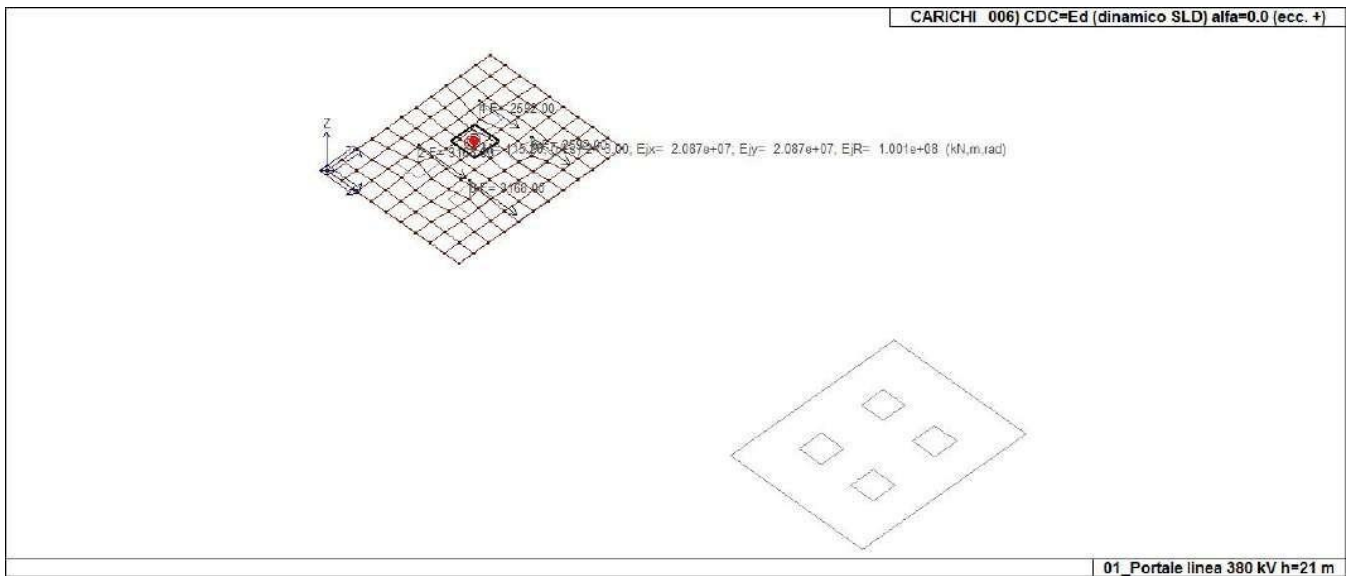 CARICHI 006) CDC=Ed (dinamico SLD) alfa=0.0 (ecc. +)
Z
F= 2592.00
Ejx= 2.087e+07; Ejy= 2.087e+07, EjR= 1.001e+08 (kN,m,rad)
F= 3168.00
01_Portale linea 380 kV h=21 m